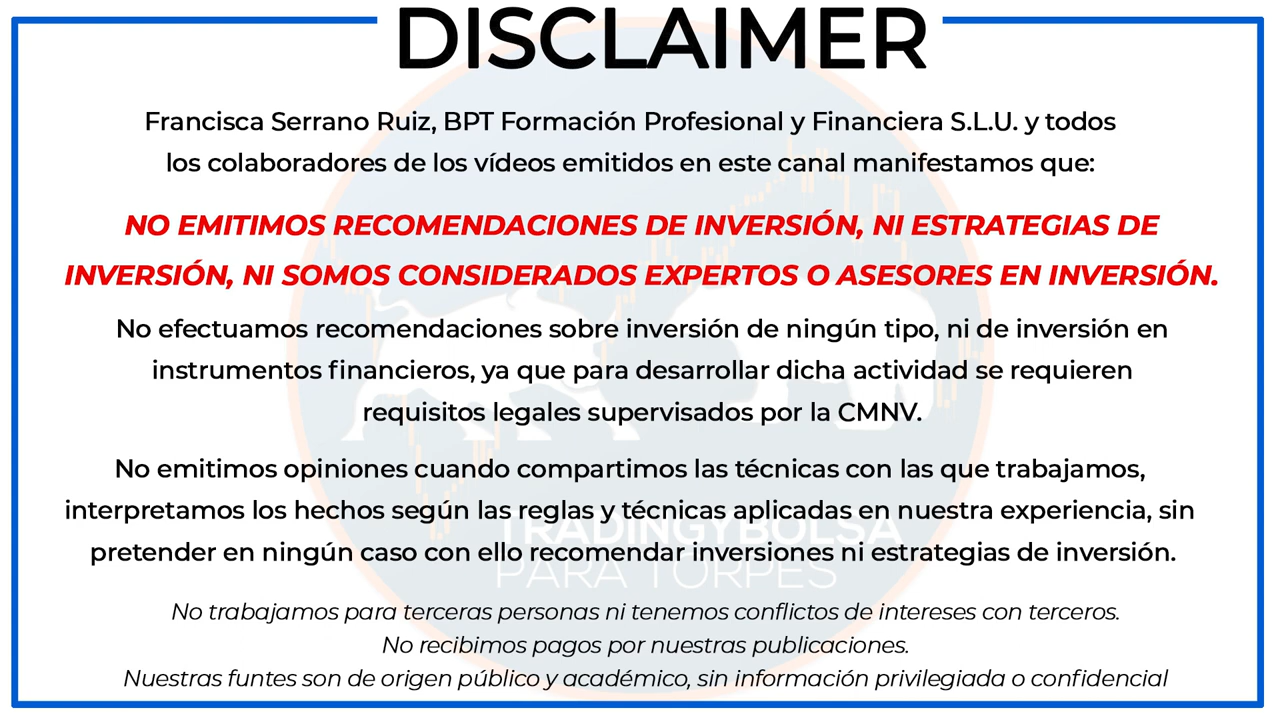 DISCLAIMER
Francisca Serrano Ruiz, BPT Formación Profesional y Financiera S.L.U. y todos
los colaboradores de los vídeos emitidos en este canal manifestamos que:
NO EMITIMOS RECOMENDACIONES DE INVERSIÓN, NI ESTRATEGIAS DE
INVERSIÓN, NI SOMOS CONSIDERADOS EXPERTOS O ASESORES EN INVERSIÓN.
No efectuamos recomendaciones sobre inversión de ningún tipo, ni de inversión en
instrumentos financieros, ya que para desarrollar dicha actividad se requieren
requisitos legales supervisados por la CMNV.
No emitimos opiniones cuando compartimos las técnicas con las que trabajamos,
interpretamos los hechos según las reglas y técnicas aplicadas en nuestra experiencia, sin
TRADINGYBOLSA
pretender en ningún caso con ello recomendar inversiones ni estrategias de inversión.
PARA TORPES
No trabajamos para terceras personas ni tenemos conflictos de intereses con terceros.
No recibimos pagos por nuestras publicaciones.
Nuestras funtes son de origen público y académico, sin información privilegiada o confidencial